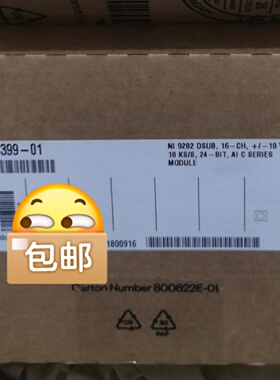 399-01
NI 9202 DSUB, 16-CH, +/-10 V
10 KS/S, 24-BIT, AI C SERIES
MODULE
包邮
1800916
Carton Number 800622E-01
PAP